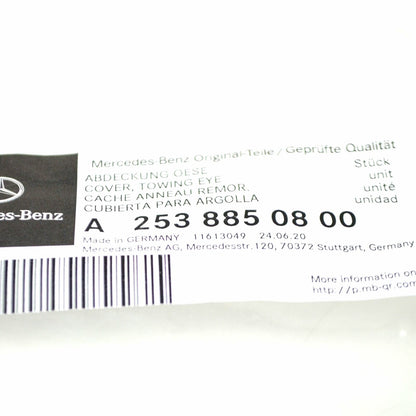 Mercedes-Benz Original-Teile / Geprüfte Qualität
ABDECKUNG OESE Stück
COVER, TOWING EYE unit
CACHE ANNEAU REMOR. unité
CUBIERTA PARA ARGOLLA unidad
des-Benz
A 253 885 08 00
Made in GERMANY 11613049 24.06.20
Mercedes-Benz AG, Mercedesstr.120, 70372 Stuttgart, Germany
More information on
http://p.mb-qr.com